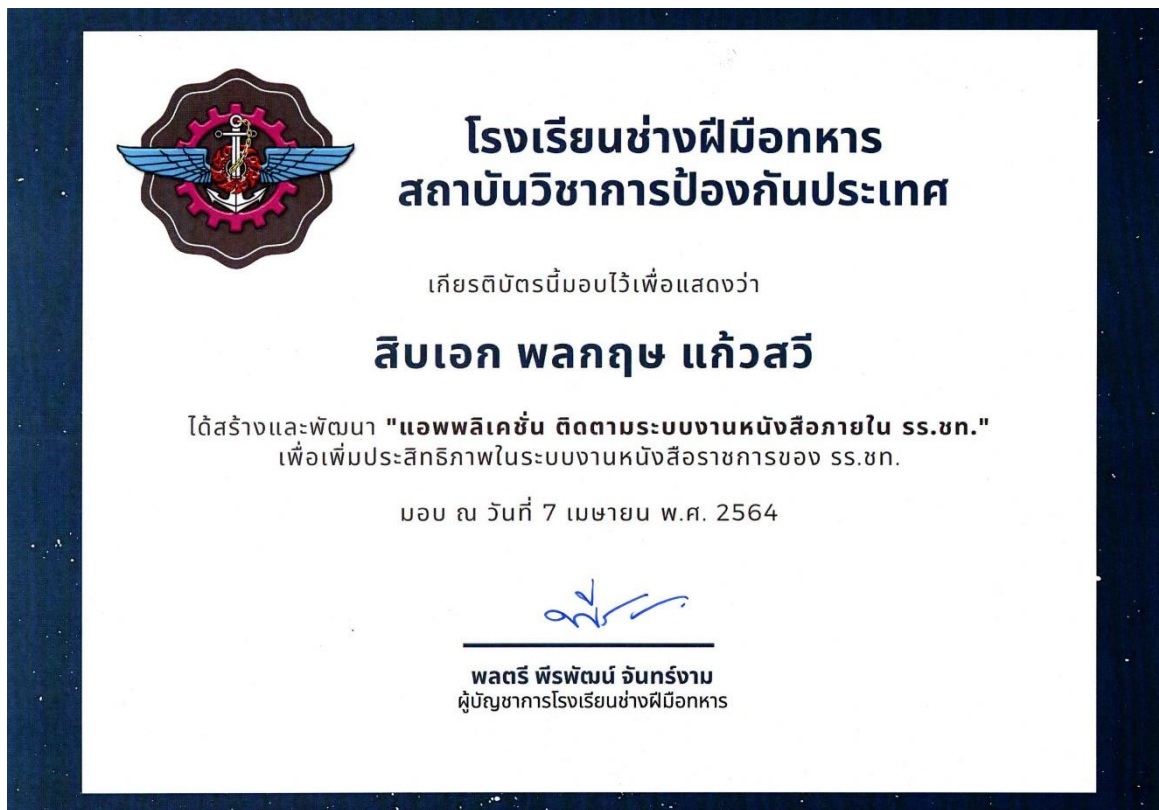 โรงเรียนช่างฝีมือทหาร
สถาบันวิชาการป้องกันประเทศ
เกียรติบัตรนี้มอบไว้เพื่อแสดงว่า
สิบเอก พลกฤษ แก้วสวี
ได้สร้างและพัฒนา "แอพพลิเคชั่น ติดตามระบบงานหนังสือภายใน รร.ชท."
เพื่อเพิ่มประสิทธิภาพในระบบงานหนังสือราชการของ รร.ชท.
มอบ ณ วันที่ 7 เมษายน พ.ศ. 2564
พลตรี พีรพัฒน์ จันทร์งาม
ผู้บัญชาการโรงเรียนช่างฝีมือทหาร